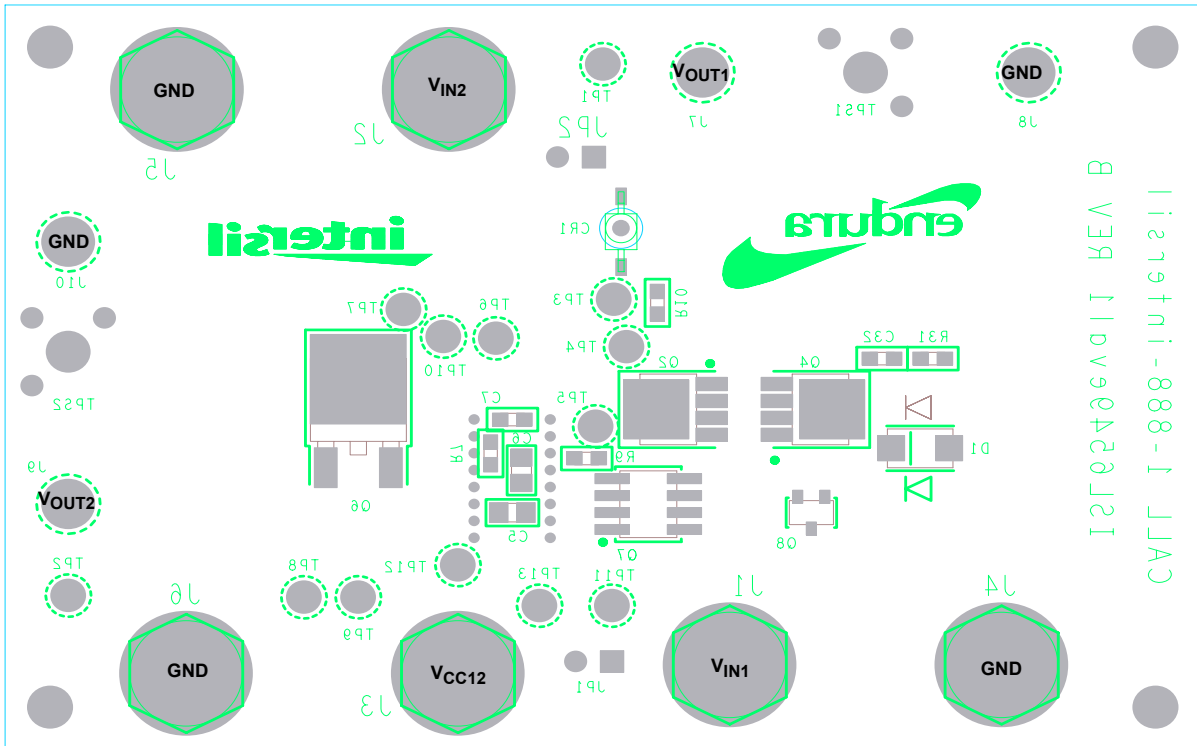 GND
J5
VIN2
J2
TP1
VOUT1
J7
JP2
TPS1
GND
J8
GND
J10
intersil
CR1
endura
ISL6549eval1 REV B
CALL 1-888-intersil
TP7
TP6
TP10
TP3
R10
TP4
TPS2
Q2
Q4
C32
R31
C7
TP5
C6
R7
R9
D1
J9
VOUT2
Q6
C5
Q7
Q8
TP2
TP8
TP9
TP12
TP13
TP11
J6
GND
VCC12
J3
JP1
J1
VIN1
J4
GND